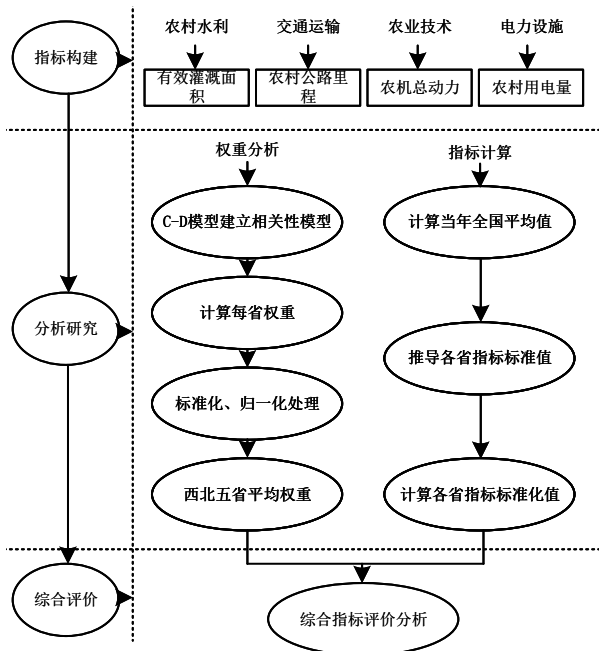 农村水利
交通运输
农业技术
电力设施
指标构建
有效灌溉面
积
农村公路里
程
农机总动力
农村用电量
权重分析
指标计算
C-D模型建立相关性模型
计算当年全国平均值
计算每省权重
分析研究
推导各省指标标准值
标准化、归一化处理
西北五省平均权重
计算各省指标标准化值
综合评价
综合指标评价分析